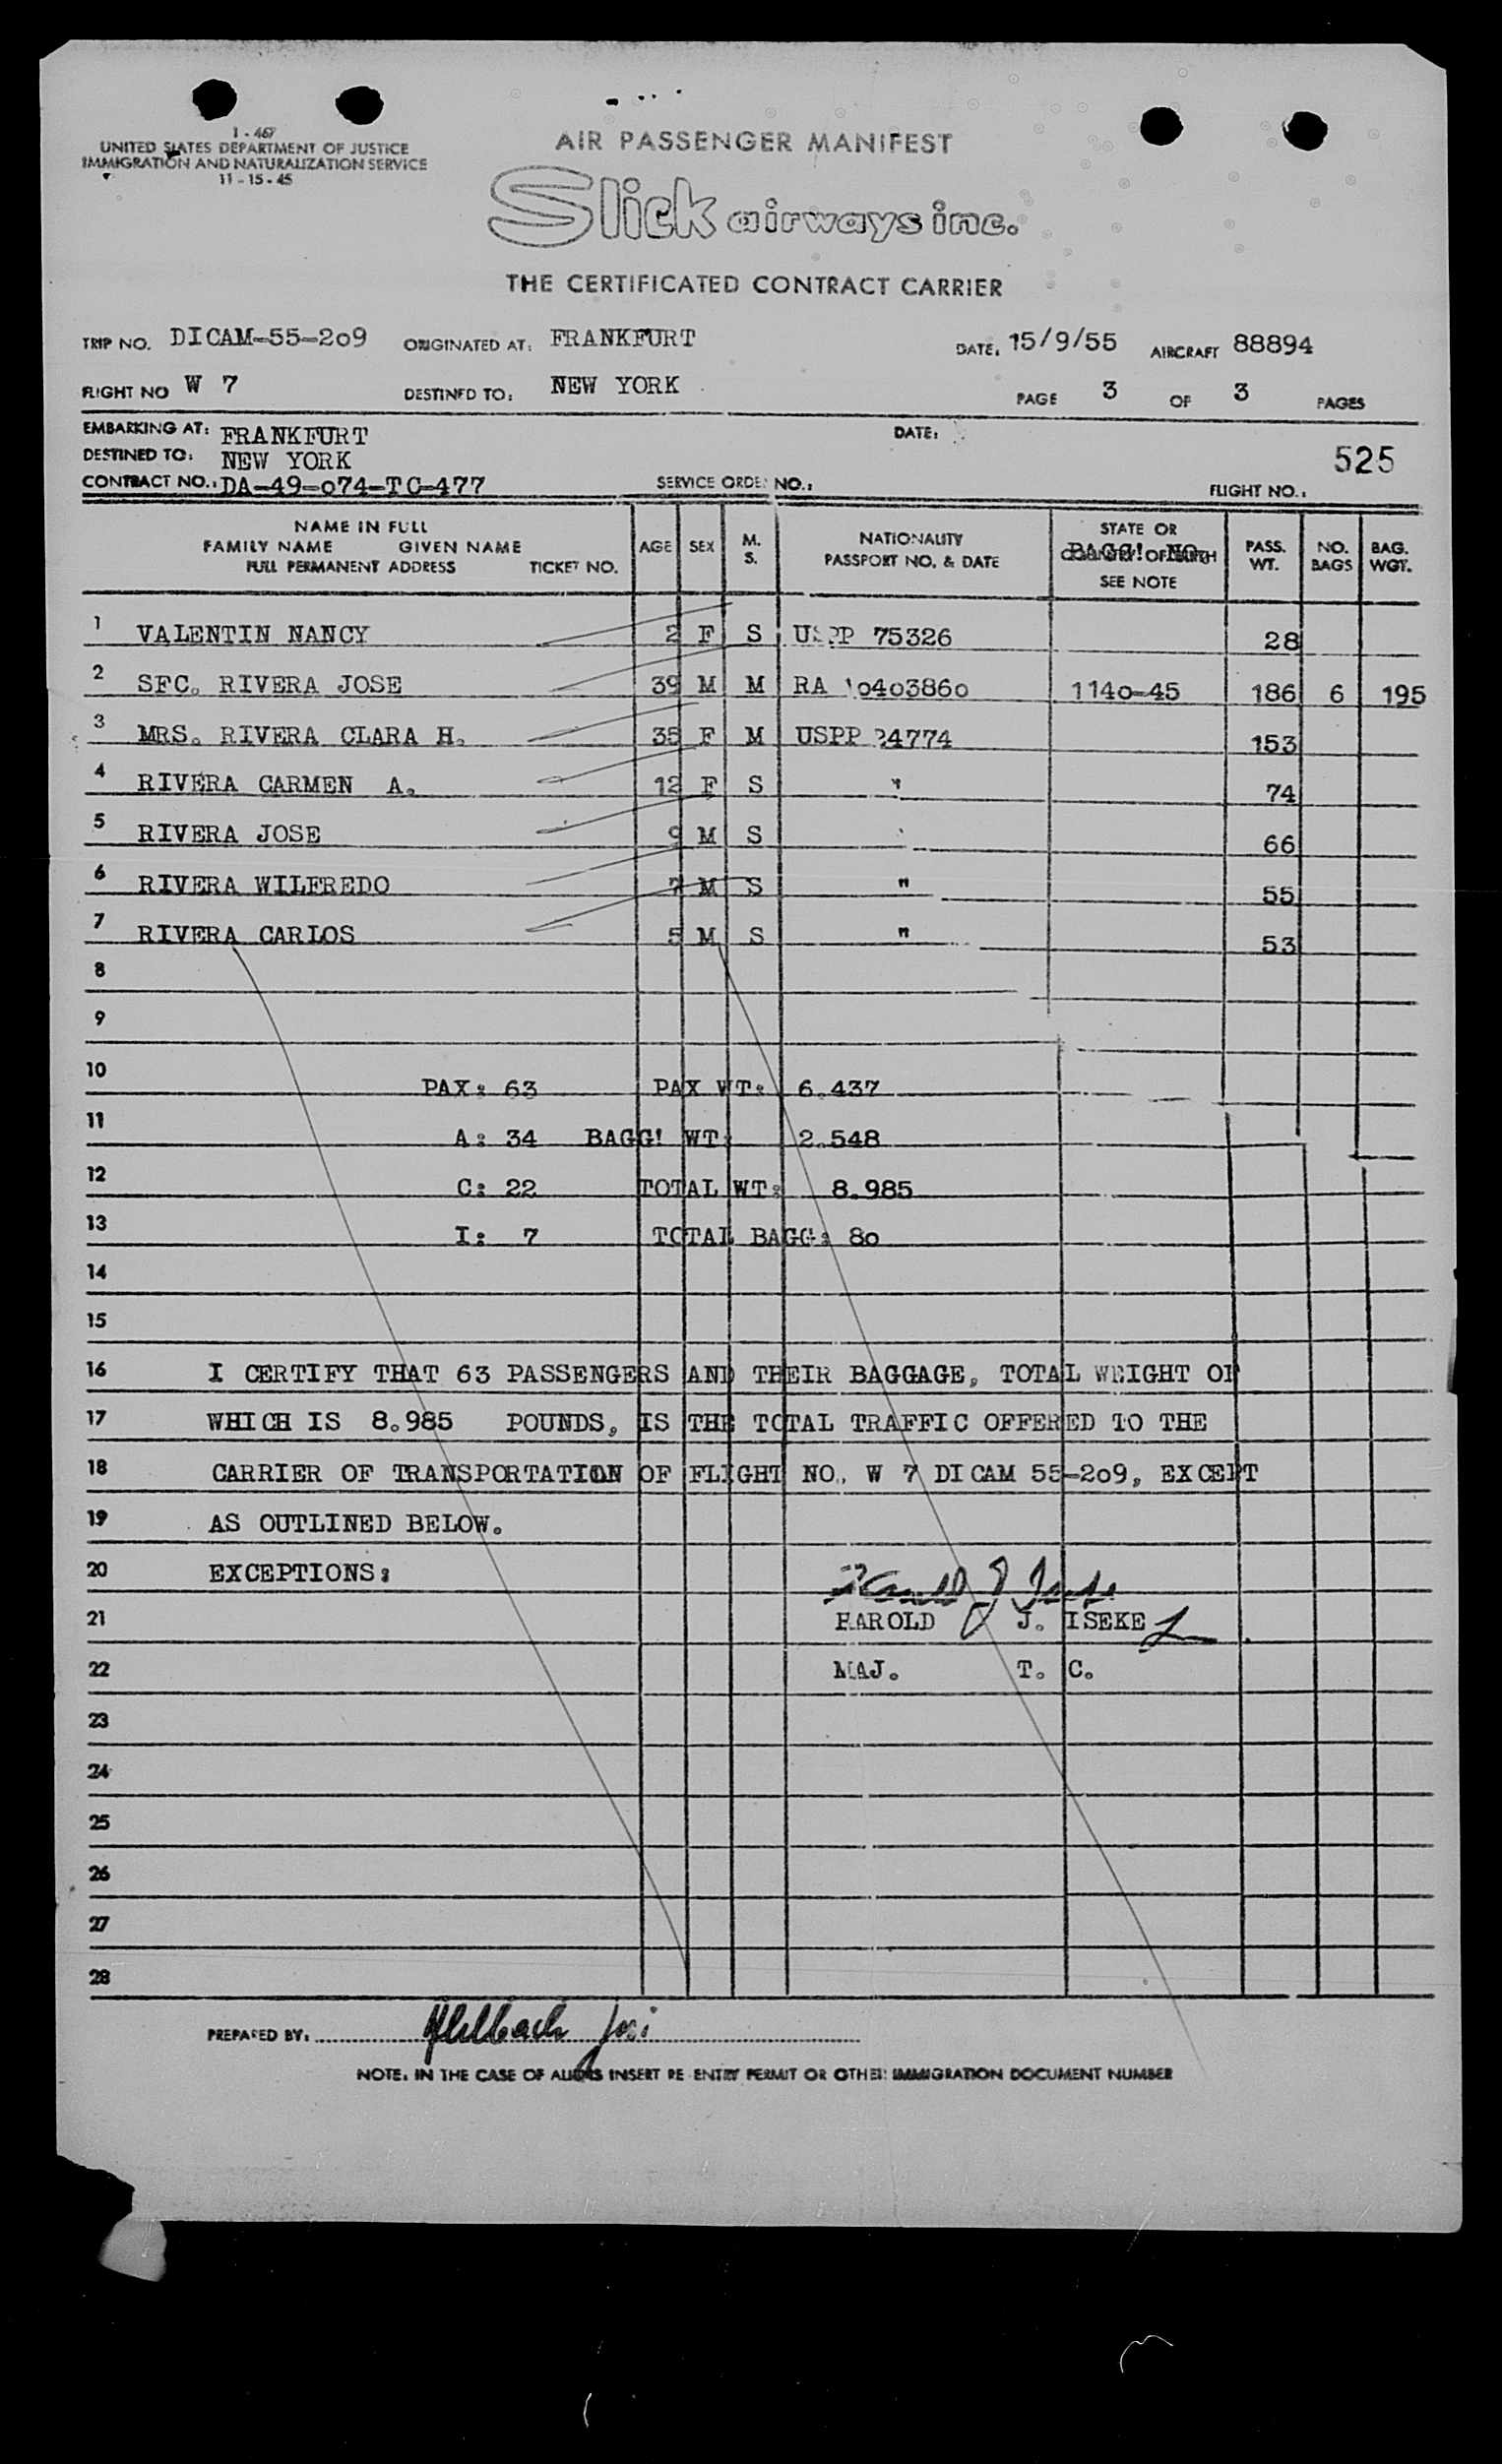 I - 467
UNITED STATES DEPARTMENT OF JUSTICE
IMMIGRATION AND NATURALIZATION SERVICE
11 - 15 - 45
AIR PASSENGER MANIFEST
Slick airways inc.
THE CERTIFICATED CONTRACT CARRIER
TRIP NO. DICAM-55-209 ORIGINATED AT: FRANKFURT DATE: 15/9/55 AIRCRAFT 88894
FLIGHT NO W 7 DESTINED TO: NEW YORK PAGE 3 OF 3 PAGES
EMBARKING AT: FRANKFURT DATE:
DESTINED TO: NEW YORK 525
CONTRACT NO.: DA-49-074-TC-477 SERVICE ORDER NO.: FLIGHT NO.:
NAME IN FULL
FAMILY NAME GIVEN NAME
FULL PERMANENT ADDRESS TICKET NO. AGE SEX M. S. NATIONALITY PASSPORT NO. & DATE STATE OR COUNTRY OF BIRTH BAGG! NO. SEE NOTE PASS. WT. NO. BAGS BAG. WGT.
1 VALENTIN NANCY 2 F S USPP 75326 28
2 SFC. RIVERA JOSE 39 M M RA 10403860 1140-45 186 6 195
3 MRS. RIVERA CLARA H. 35 F M USPP 24774 153
4 RIVERA CARMEN A. 12 F S " 74
5 RIVERA JOSE 9 M S 66
6 RIVERA WILFREDO 7 M S " 55
7 RIVERA CARLOS 5 M S " 53
8
9
10 PAX: 63 PAX WT: 6.437
11 A: 34 BAGG! WT: 2.548
12 C: 22 TOTAL WT: 8.985
13 I: 7 TOTAL BAGG: 80
14
15
16 I CERTIFY THAT 63 PASSENGERS AND THEIR BAGGAGE, TOTAL WEIGHT OF
17 WHICH IS 8.985 POUNDS, IS THE TOTAL TRAFFIC OFFERED TO THE
18 CARRIER OF TRANSPORTATION OF FLIGHT NO. W 7 DICAM 55-209, EXCEPT
19 AS OUTLINED BELOW.
20 EXCEPTIONS:
21 HAROLD J. ISEKE
22 MAJ. T. C.
23
24
25
26
27
28
PREPARED BY:
NOTE: IN THE CASE OF ALIENS INSERT RE-ENTRY PERMIT OR OTHER IMMIGRATION DOCUMENT NUMBER